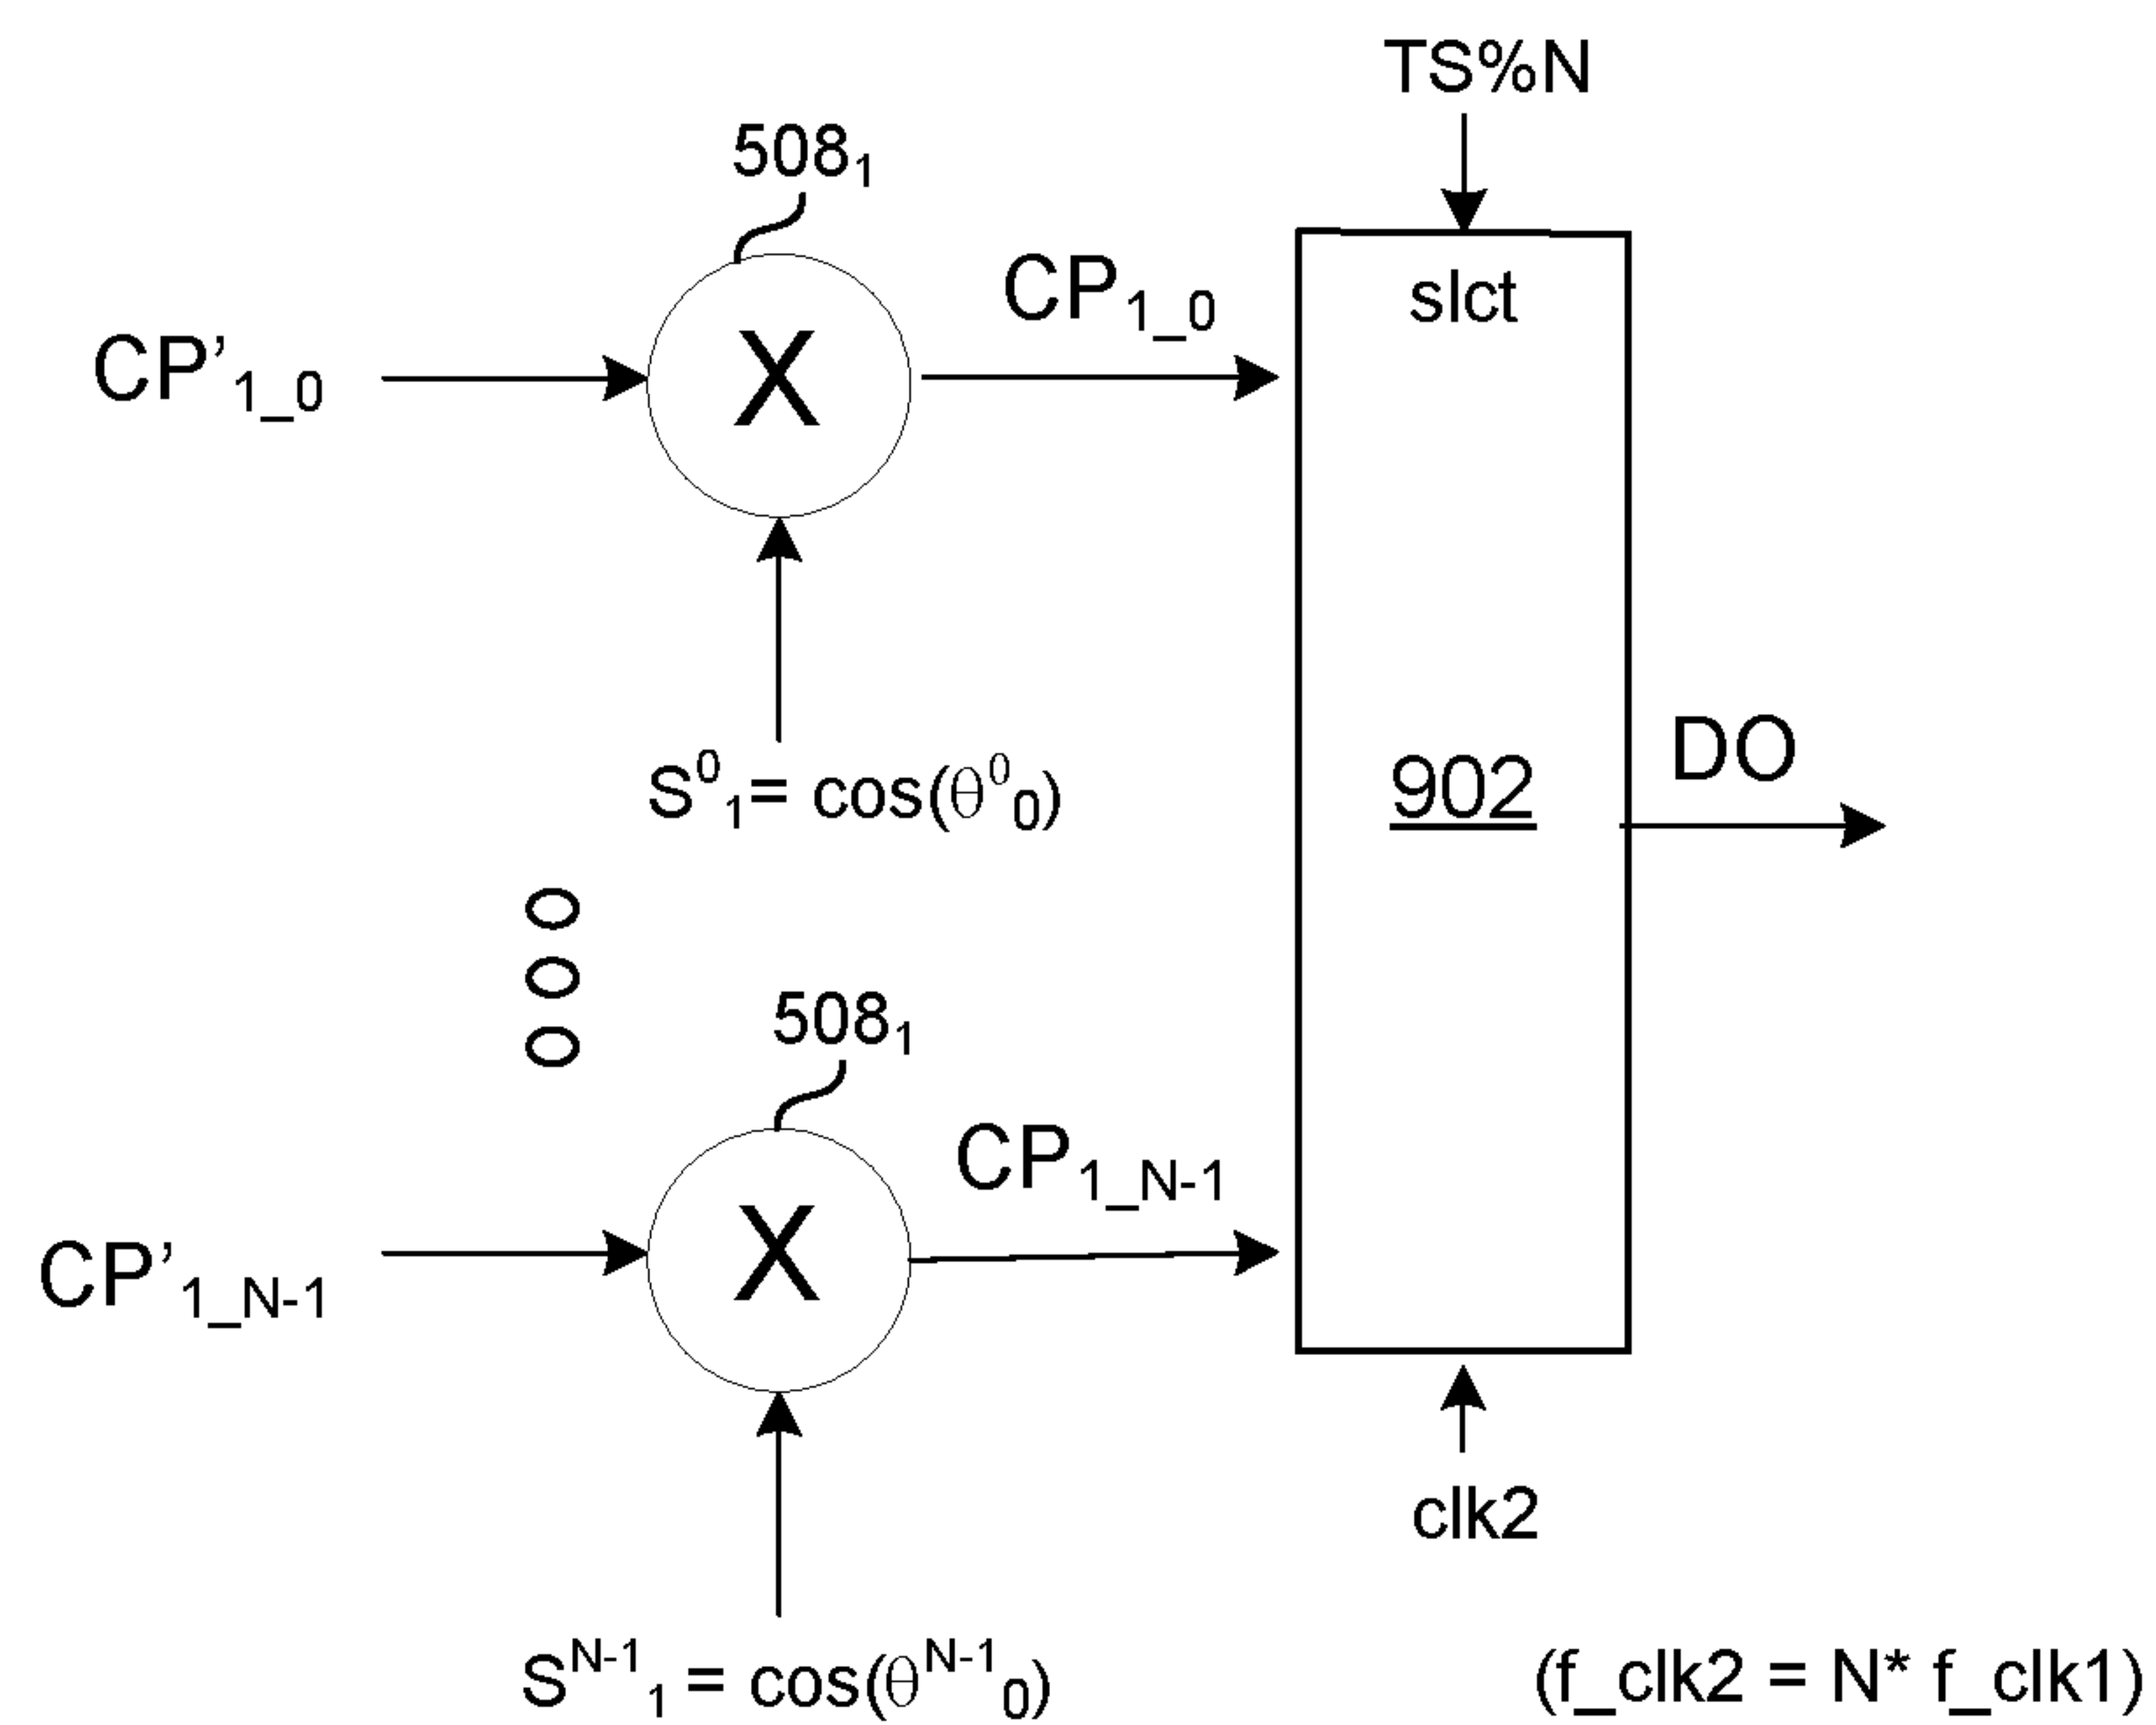 TS%N
508₁
slct
CP₁_₀
CP'₁_₀
X
902
DO
S⁰₁= cos(θ⁰₀)
000
508₁
CP₁_N-1
CP'₁_N-1
X
clk2
Sᴺ⁻¹₁ = cos(θᴺ⁻¹₀)
(f_clk2 = N* f_clk1)